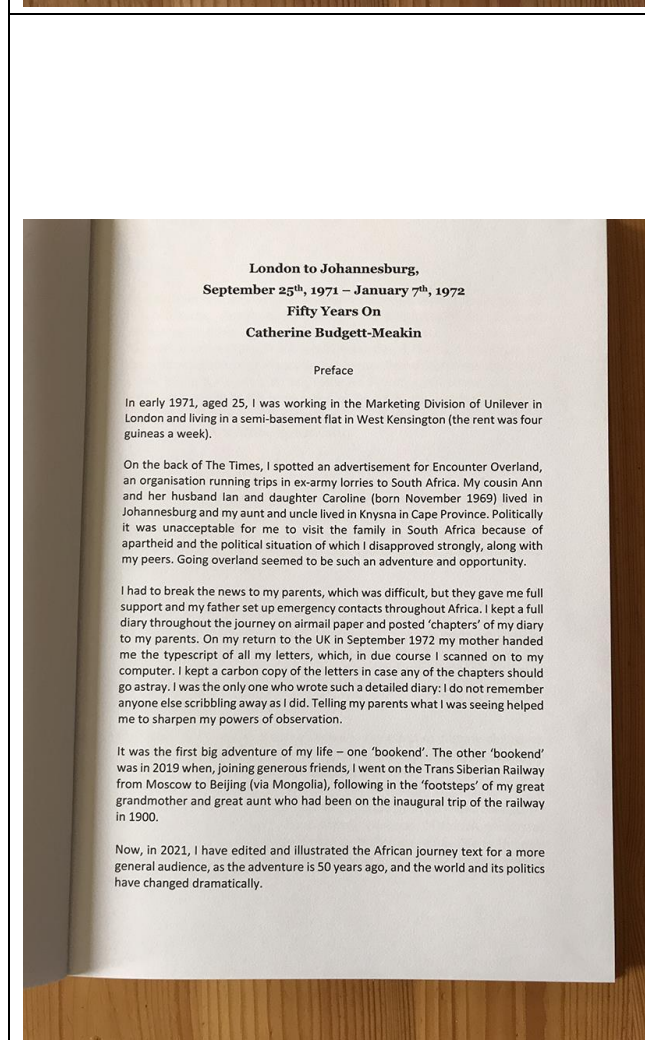 London to Johannesburg,
September 25th, 1971 – January 7th, 1972
Fifty Years On
Catherine Budgett-Meakin
Preface
In early 1971, aged 25, I was working in the Marketing Division of Unilever in
London and living in a semi-basement flat in West Kensington (the rent was four
guineas a week).
On the back of The Times, I spotted an advertisement for Encounter Overland,
an organisation running trips in ex-army lorries to South Africa. My cousin Ann
and her husband Ian and daughter Caroline (born November 1969) lived in
Johannesburg and my aunt and uncle lived in Knysna in Cape Province. Politically
it was unacceptable for me to visit the family in South Africa because of
apartheid and the political situation of which I disapproved strongly, along with
my peers. Going overland seemed to be such an adventure and opportunity.
I had to break the news to my parents, which was difficult, but they gave me full
support and my father set up emergency contacts throughout Africa. I kept a full
diary throughout the journey on airmail paper and posted ‘chapters’ of my diary
to my parents. On my return to the UK in September 1972 my mother handed
me the typescript of all my letters, which, in due course I scanned on to my
computer. I kept a carbon copy of the letters in case any of the chapters should
go astray. I was the only one who wrote such a detailed diary: I do not remember
anyone else scribbling away as I did. Telling my parents what I was seeing helped
me to sharpen my powers of observation.
It was the first big adventure of my life – one ‘bookend’. The other ‘bookend’
was in 2019 when, joining generous friends, I went on the Trans Siberian Railway
from Moscow to Beijing (via Mongolia), following in the ‘footsteps’ of my great
grandmother and great aunt who had been on the inaugural trip of the railway
in 1900.
Now, in 2021, I have edited and illustrated the African journey text for a more
general audience, as the adventure is 50 years ago, and the world and its politics
have changed dramatically.